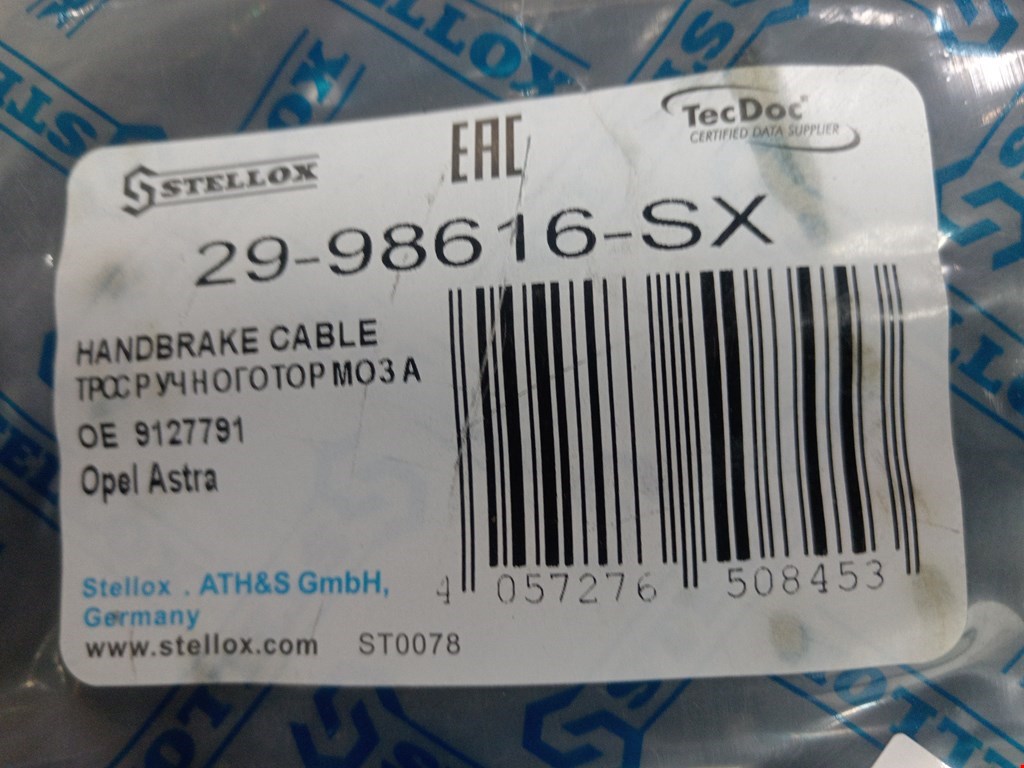 STELLOX
EAC
TecDoc
CERTIFIED DATA SUPPLIER
29-98616-SX
HANDBRAKE CABLE
ТРОС РУЧНОГО ТОРМОЗА
OE 9127791
Opel Astra
Stellox . ATH&S GmbH,
Germany
www.stellox.com ST0078
4 057276 508453